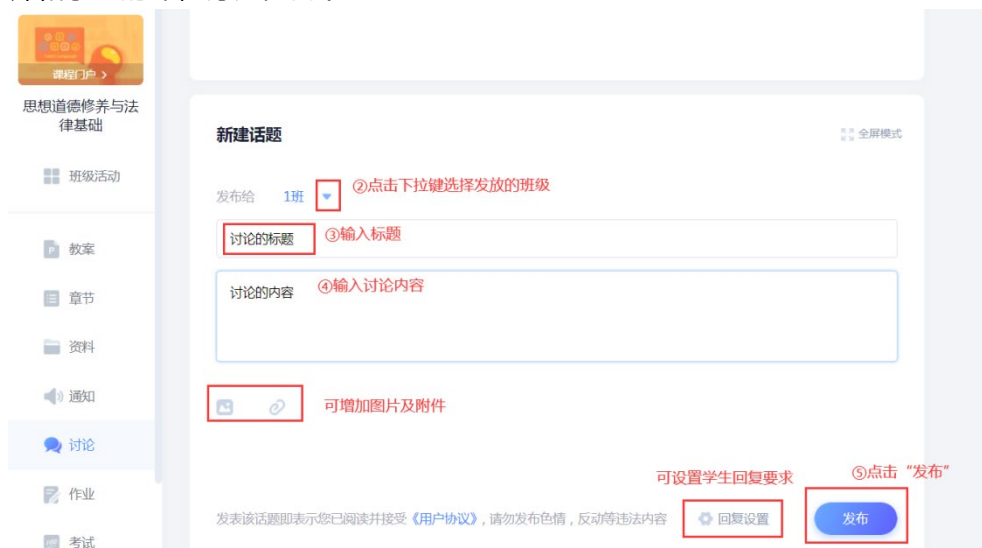 课程门户 >
思想道德修养与法
律基础
班级活动
教案
章节
资料
通知
讨论
作业
考试
新建话题
全屏模式
发布给 1班
②点击下拉键选择发放的班级
讨论的标题
③输入标题
讨论的内容
④输入讨论内容
可增加图片及附件
可设置学生回复要求
⑤点击“发布”
发表该话题即表示您已阅读并接受《用户协议》,请勿发布色情,反动等违法内容
回复设置
发布